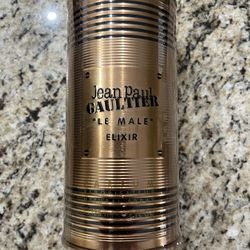 Jean Paul
GAULTIER
"LE MALE"
ELIXIR